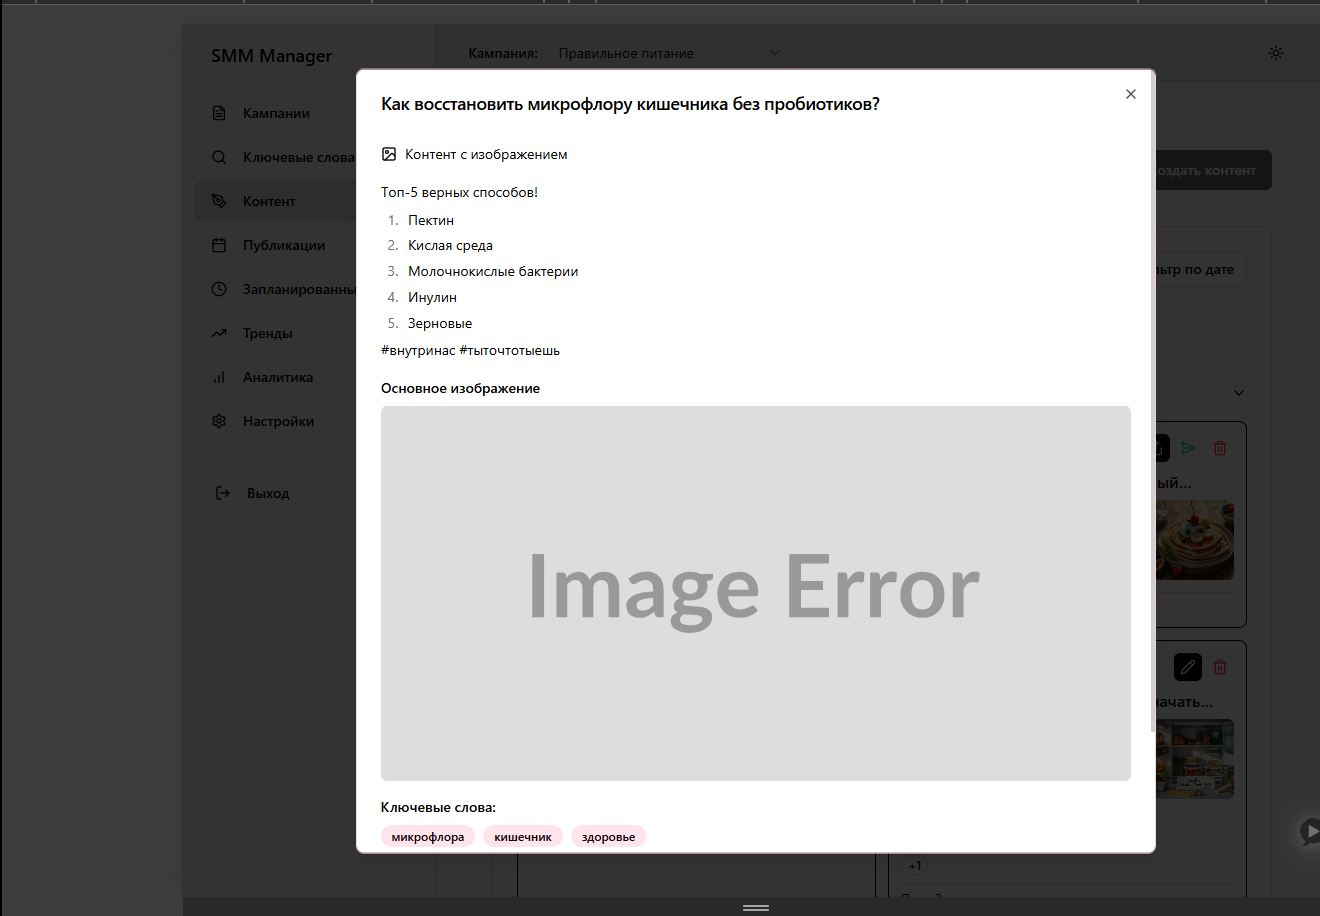 SMM Manager
Кампания: Правильное питание
Кампании
Ключевые слова
Контент
Публикации
Запланированны
Тренды
Аналитика
Настройки
Выход
Как восстановить микрофлору кишечника без пробиотиков?
Контент с изображением
Топ-5 верных способов!
1. Пектин
2. Кислая среда
3. Молочнокислые бактерии
4. Инулин
5. Зерновые
#внутринас #тыточтотыешь
Основное изображение
Image Error
Ключевые слова:
микрофлора кишечник здоровье
оздать контент
ьтр по дате
ый...
ачать...
+1